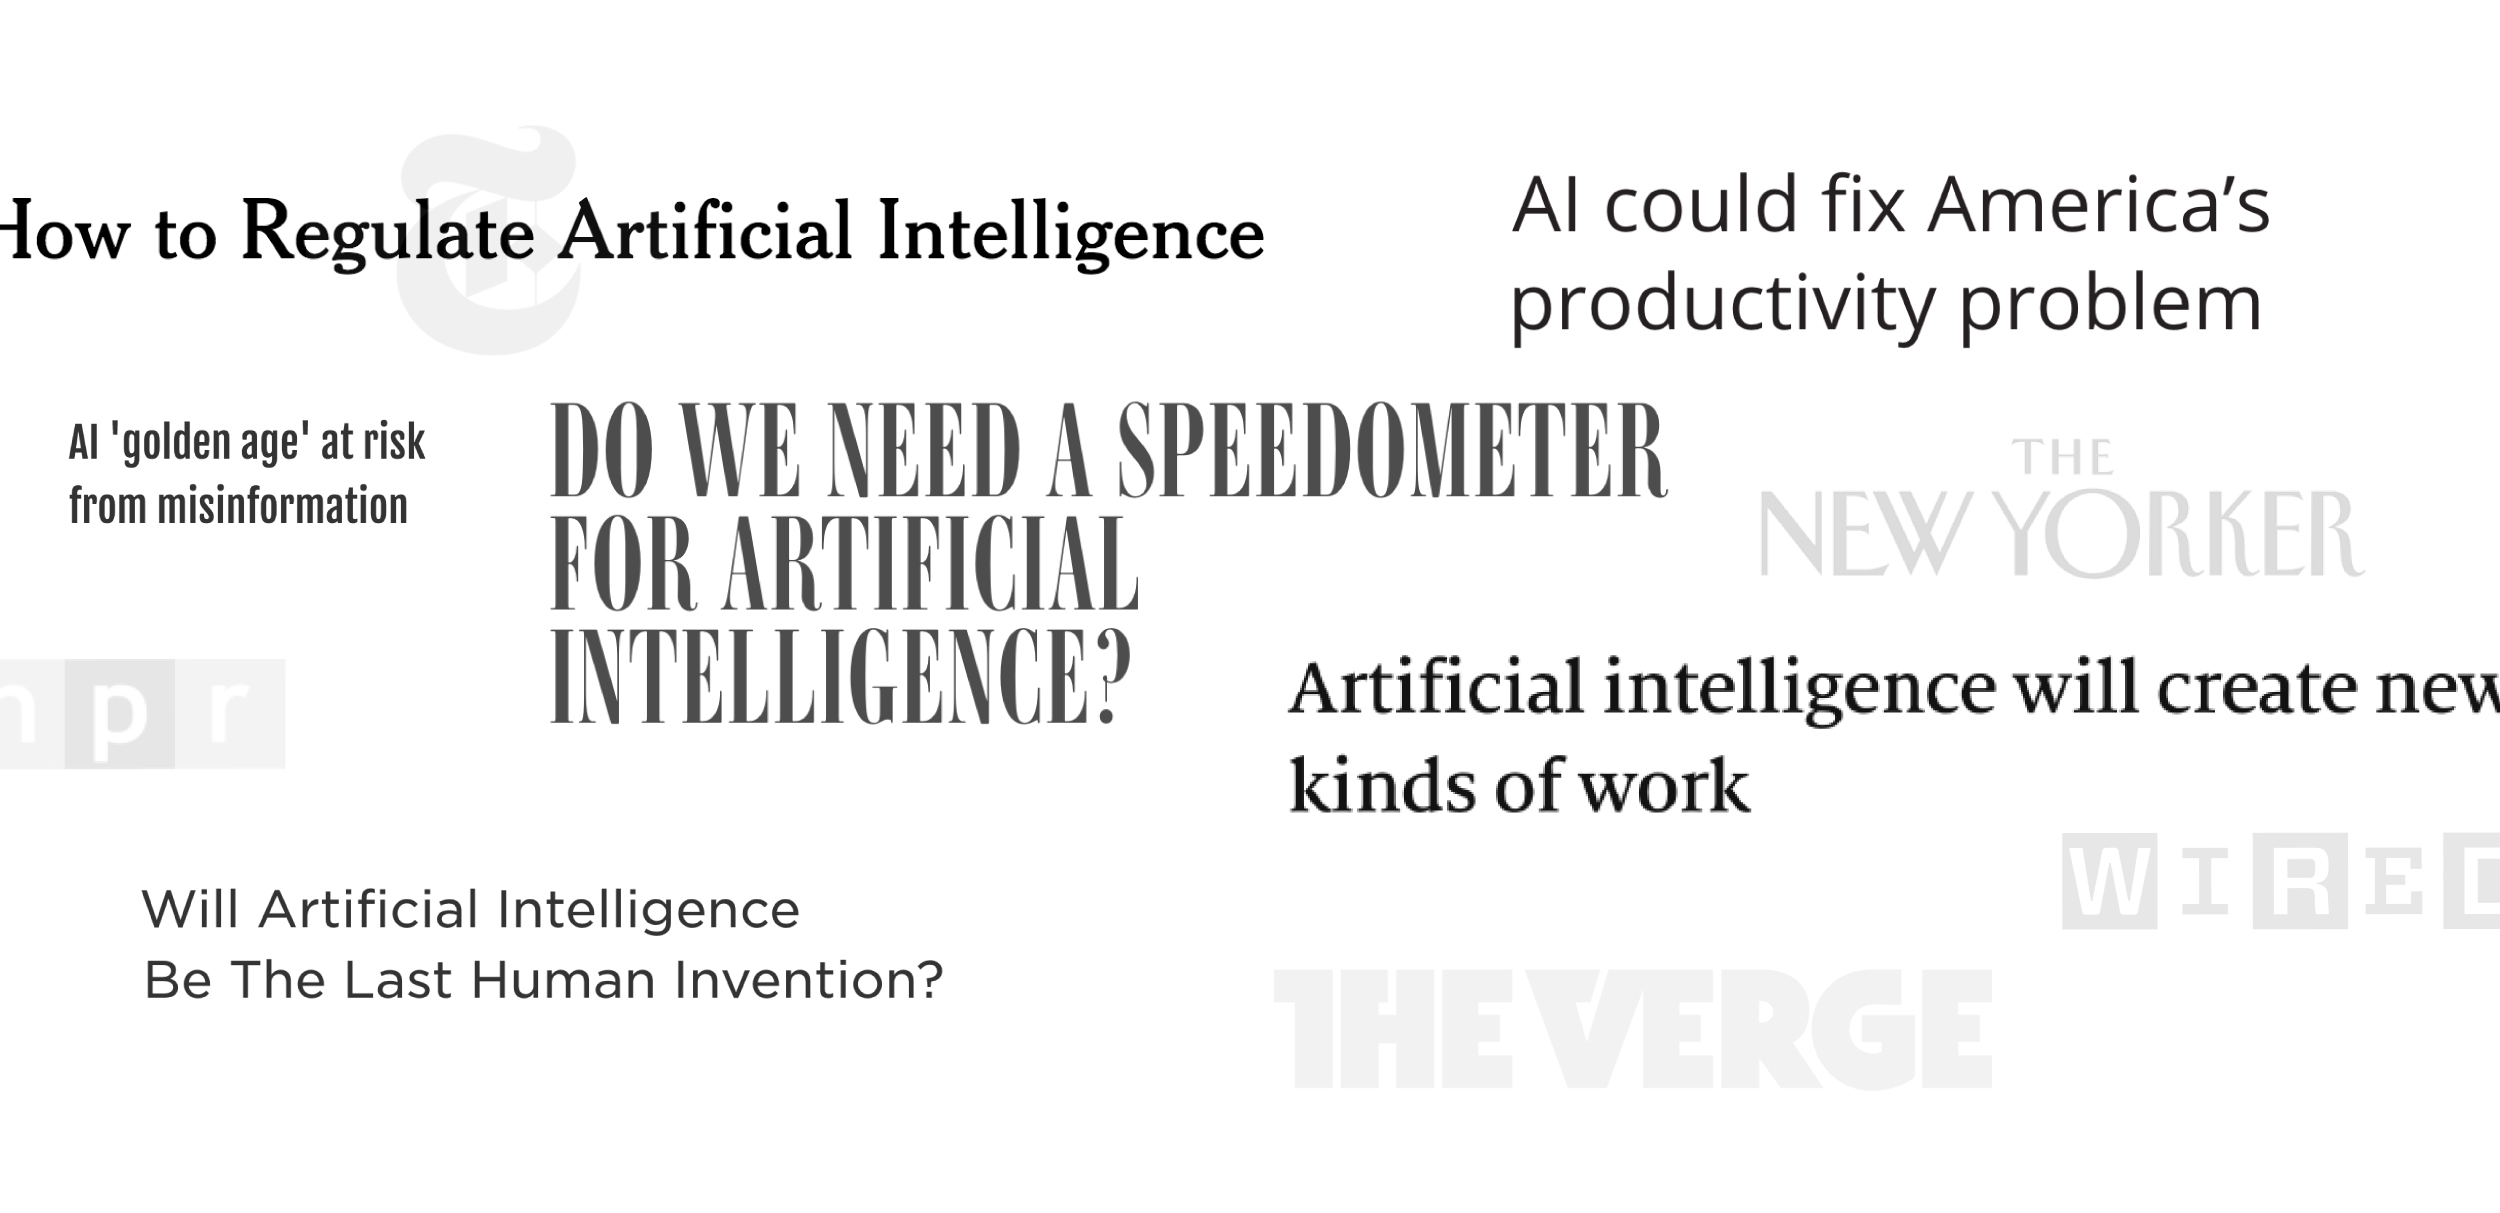 How to Regulate Artificial Intelligence
AI could fix America’s
productivity problem
AI 'golden age' at risk
from misinformation
DO WE NEED A SPEEDOMETER
FOR ARTIFICIAL
INTELLIGENCE?
THE
NEW YORKER
npr
Artificial intelligence will create new
kinds of work
WIRED
Will Artificial Intelligence
Be The Last Human Invention?
THE VERGE